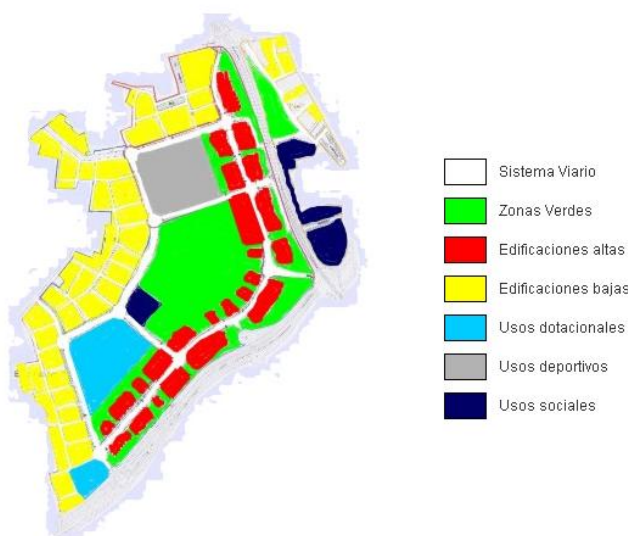 Sistema Viario
Zonas Verdes
Edificaciones altas
Edificaciones bajas
Usos dotacionales
Usos deportivos
Usos sociales